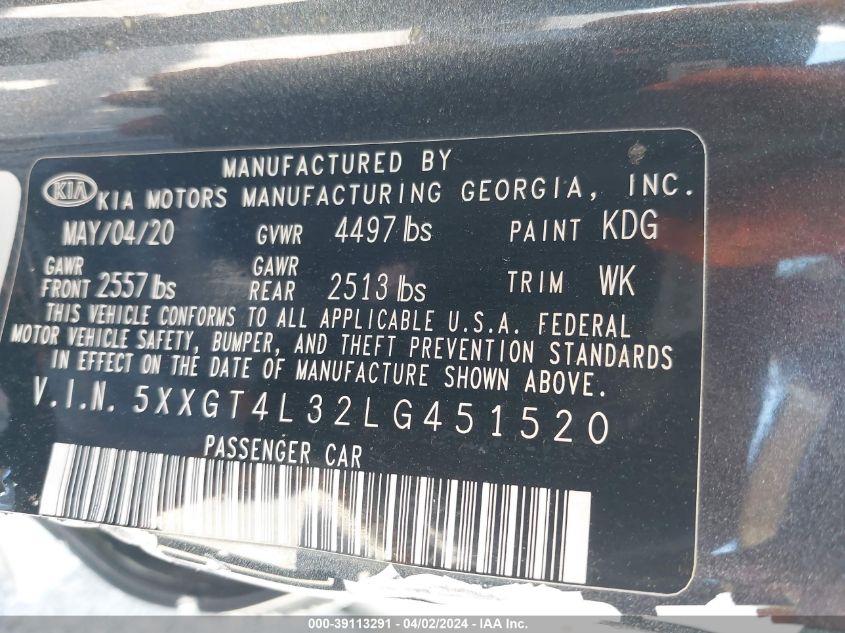 MANUFACTURED BY
KIA KIA MOTORS MANUFACTURING GEORGIA, INC.
MAY/04/20 GVWR 4497 lbs PAINT KDG
GAWR FRONT 2557 lbs GAWR REAR 2513 lbs TRIM WK
THIS VEHICLE CONFORMS TO ALL APPLICABLE U.S.A. FEDERAL
MOTOR VEHICLE SAFETY, BUMPER, AND THEFT PREVENTION STANDARDS
IN EFFECT ON THE DATE OF MANUFACTURE SHOWN ABOVE.
V.I.N. 5XXGT4L32LG451520
PASSENGER CAR
000-39113291 - 04/02/2024 - IAAI.com